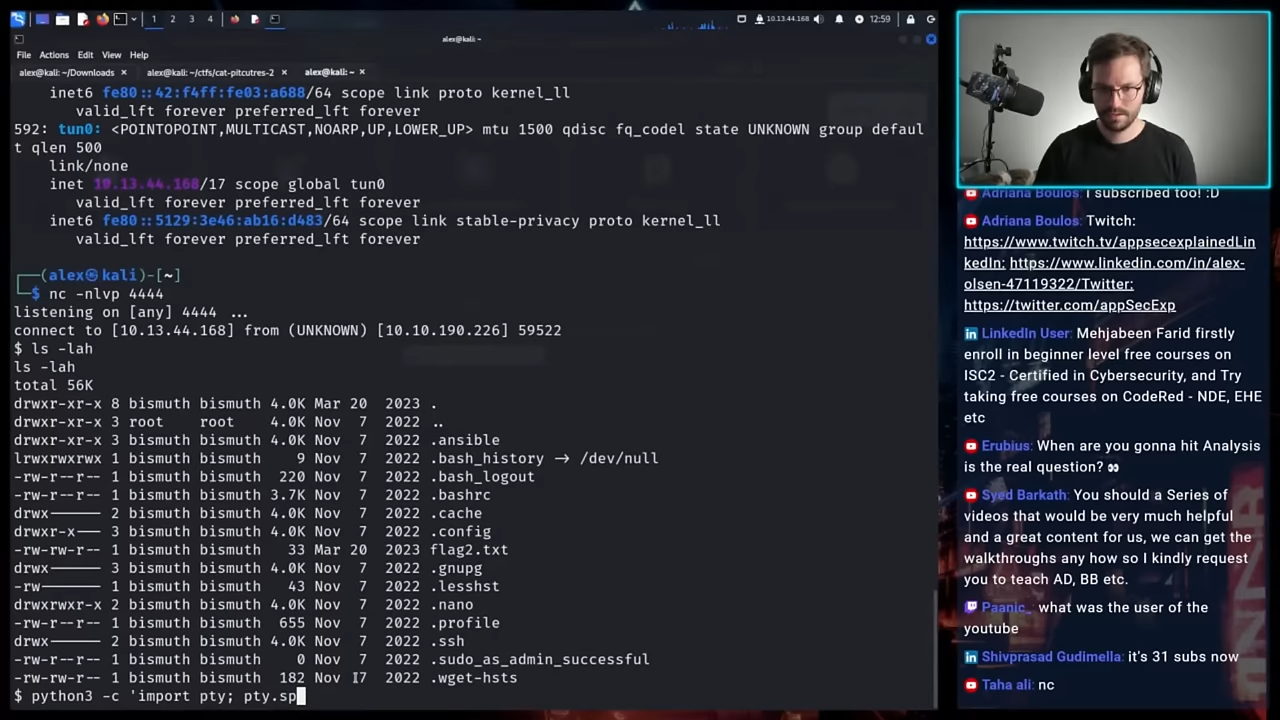 1 2 3 4
10.13.44.168
12:59
alex@kali: ~
File Actions Edit View Help
alex@kali: ~/Downloads × alex@kali: ~/ctfs/cat-pitcutres-2 × alex@kali: ~ ×
inet6 fe80::42:f4ff:fe03:a688/64 scope link proto kernel_ll
valid_lft forever preferred_lft forever
592: tun0: <POINTOPOINT,MULTICAST,NOARP,UP,LOWER_UP> mtu 1500 qdisc fq_codel state UNKNOWN group defaul
t qlen 500
link/none
inet 10.13.44.168/17 scope global tun0
valid_lft forever preferred_lft forever
inet6 fe80::5129:3e46:ab16:d483/64 scope link stable-privacy proto kernel_ll
valid_lft forever preferred_lft forever
┌──(alex㉿kali)-[~]
└─$ nc -nlvp 4444
listening on [any] 4444 ...
connect to [10.13.44.168] from (UNKNOWN) [10.10.190.226] 59522
$ ls -lah
ls -lah
total 56K
drwxr-xr-x 8 bismuth bismuth 4.0K Mar 20 2023 .
drwxr-xr-x 3 root root 4.0K Nov 7 2022 ..
drwxr-xr-x 3 bismuth bismuth 4.0K Nov 7 2022 .ansible
lrwxrwxrwx 1 bismuth bismuth 9 Nov 7 2022 .bash_history -> /dev/null
-rw-r--r-- 1 bismuth bismuth 220 Nov 7 2022 .bash_logout
-rw-r--r-- 1 bismuth bismuth 3.7K Nov 7 2022 .bashrc
drwx------ 2 bismuth bismuth 4.0K Nov 7 2022 .cache
drwxr-x--- 3 bismuth bismuth 4.0K Nov 7 2022 .config
-rw-rw-r-- 1 bismuth bismuth 33 Mar 20 2023 flag2.txt
drwx------ 3 bismuth bismuth 4.0K Nov 7 2022 .gnupg
-rw------- 1 bismuth bismuth 43 Nov 7 2022 .lesshst
drwxrwxr-x 2 bismuth bismuth 4.0K Nov 7 2022 .nano
-rw-r--r-- 1 bismuth bismuth 655 Nov 7 2022 .profile
drwx------ 2 bismuth bismuth 4.0K Nov 7 2022 .ssh
-rw-rw-r-- 1 bismuth bismuth 0 Nov 7 2022 .sudo_as_admin_successful
-rw-rw-r-- 1 bismuth bismuth 182 Nov 7 2022 .wget-hsts
$ python3 -c 'import pty; pty.sp
Adriana Boulos: I subscribed too! :D
Adriana Boulos: Twitch:
https://www.twitch.tv/appsecexplainedLin
kedIn: https://www.linkedin.com/in/alex-
olsen-47119322/Twitter:
https://twitter.com/appSecExp
LinkedIn User: Mehjabeen Farid firstly
enroll in beginner level free courses on
ISC2 - Certified in Cybersecurity, and Try
taking free courses on CodeRed - NDE, EHE
etc
Erubius: When are you gonna hit Analysis
is the real question? 👀
Syed Barkath: You should a Series of
videos that would be very much helpful
and a great content for us, we can get the
walkthroughs any how so I kindly request
you to teach AD, BB etc.
Paanic_: what was the user of the
youtube
Shivprasad Gudimella: it's 31 subs now
Taha ali: nc